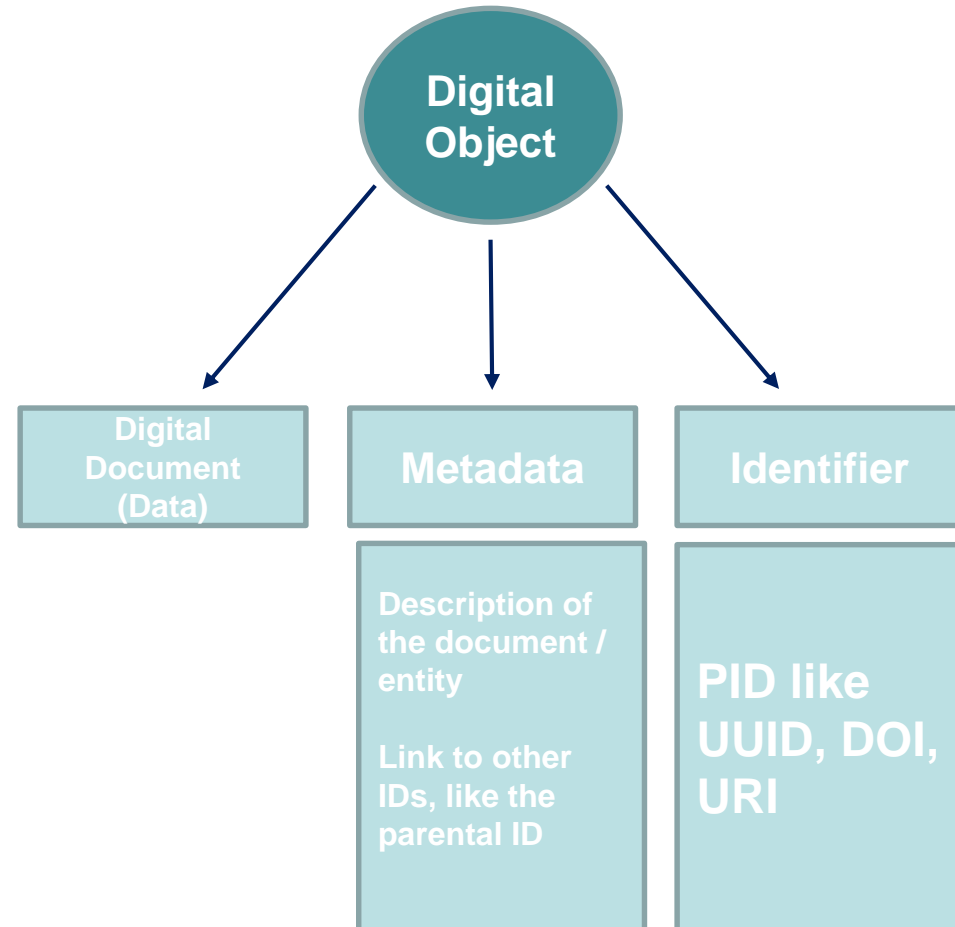 Digital
Object
Digital
Document
(Data)
Metadata
Identifier
Description of
the document /
entity
Link to other
IDs, like the
parental ID
PID like
UUID, DOI,
URI